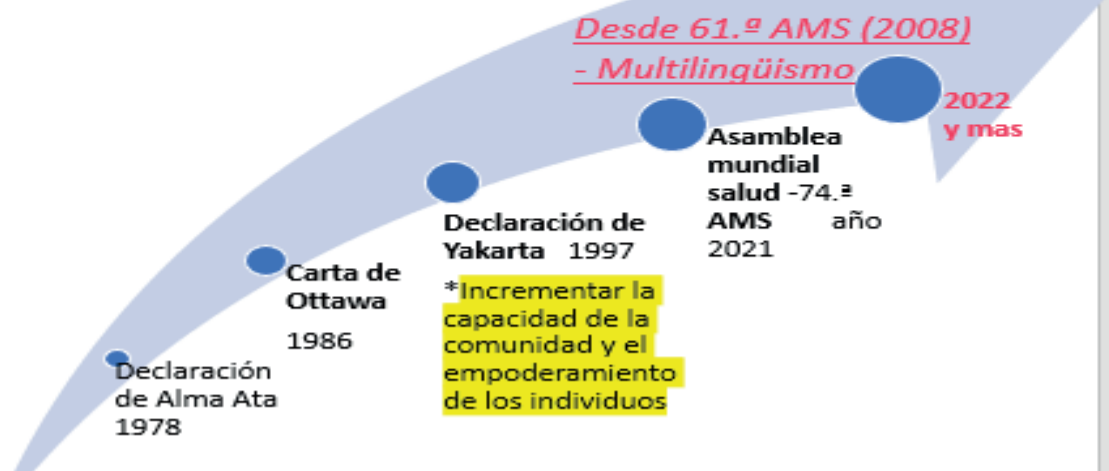 Desde 61.ª AMS (2008)
- Multilingüismo
2022
y mas
Asamblea
mundial
salud -74.ª
AMS año
2021
Declaración de
Yakarta 1997
*Incrementar la
capacidad de la
comunidad y el
empoderamiento
de los individuos
Carta de
Ottawa
1986
Declaración
de Alma Ata
1978